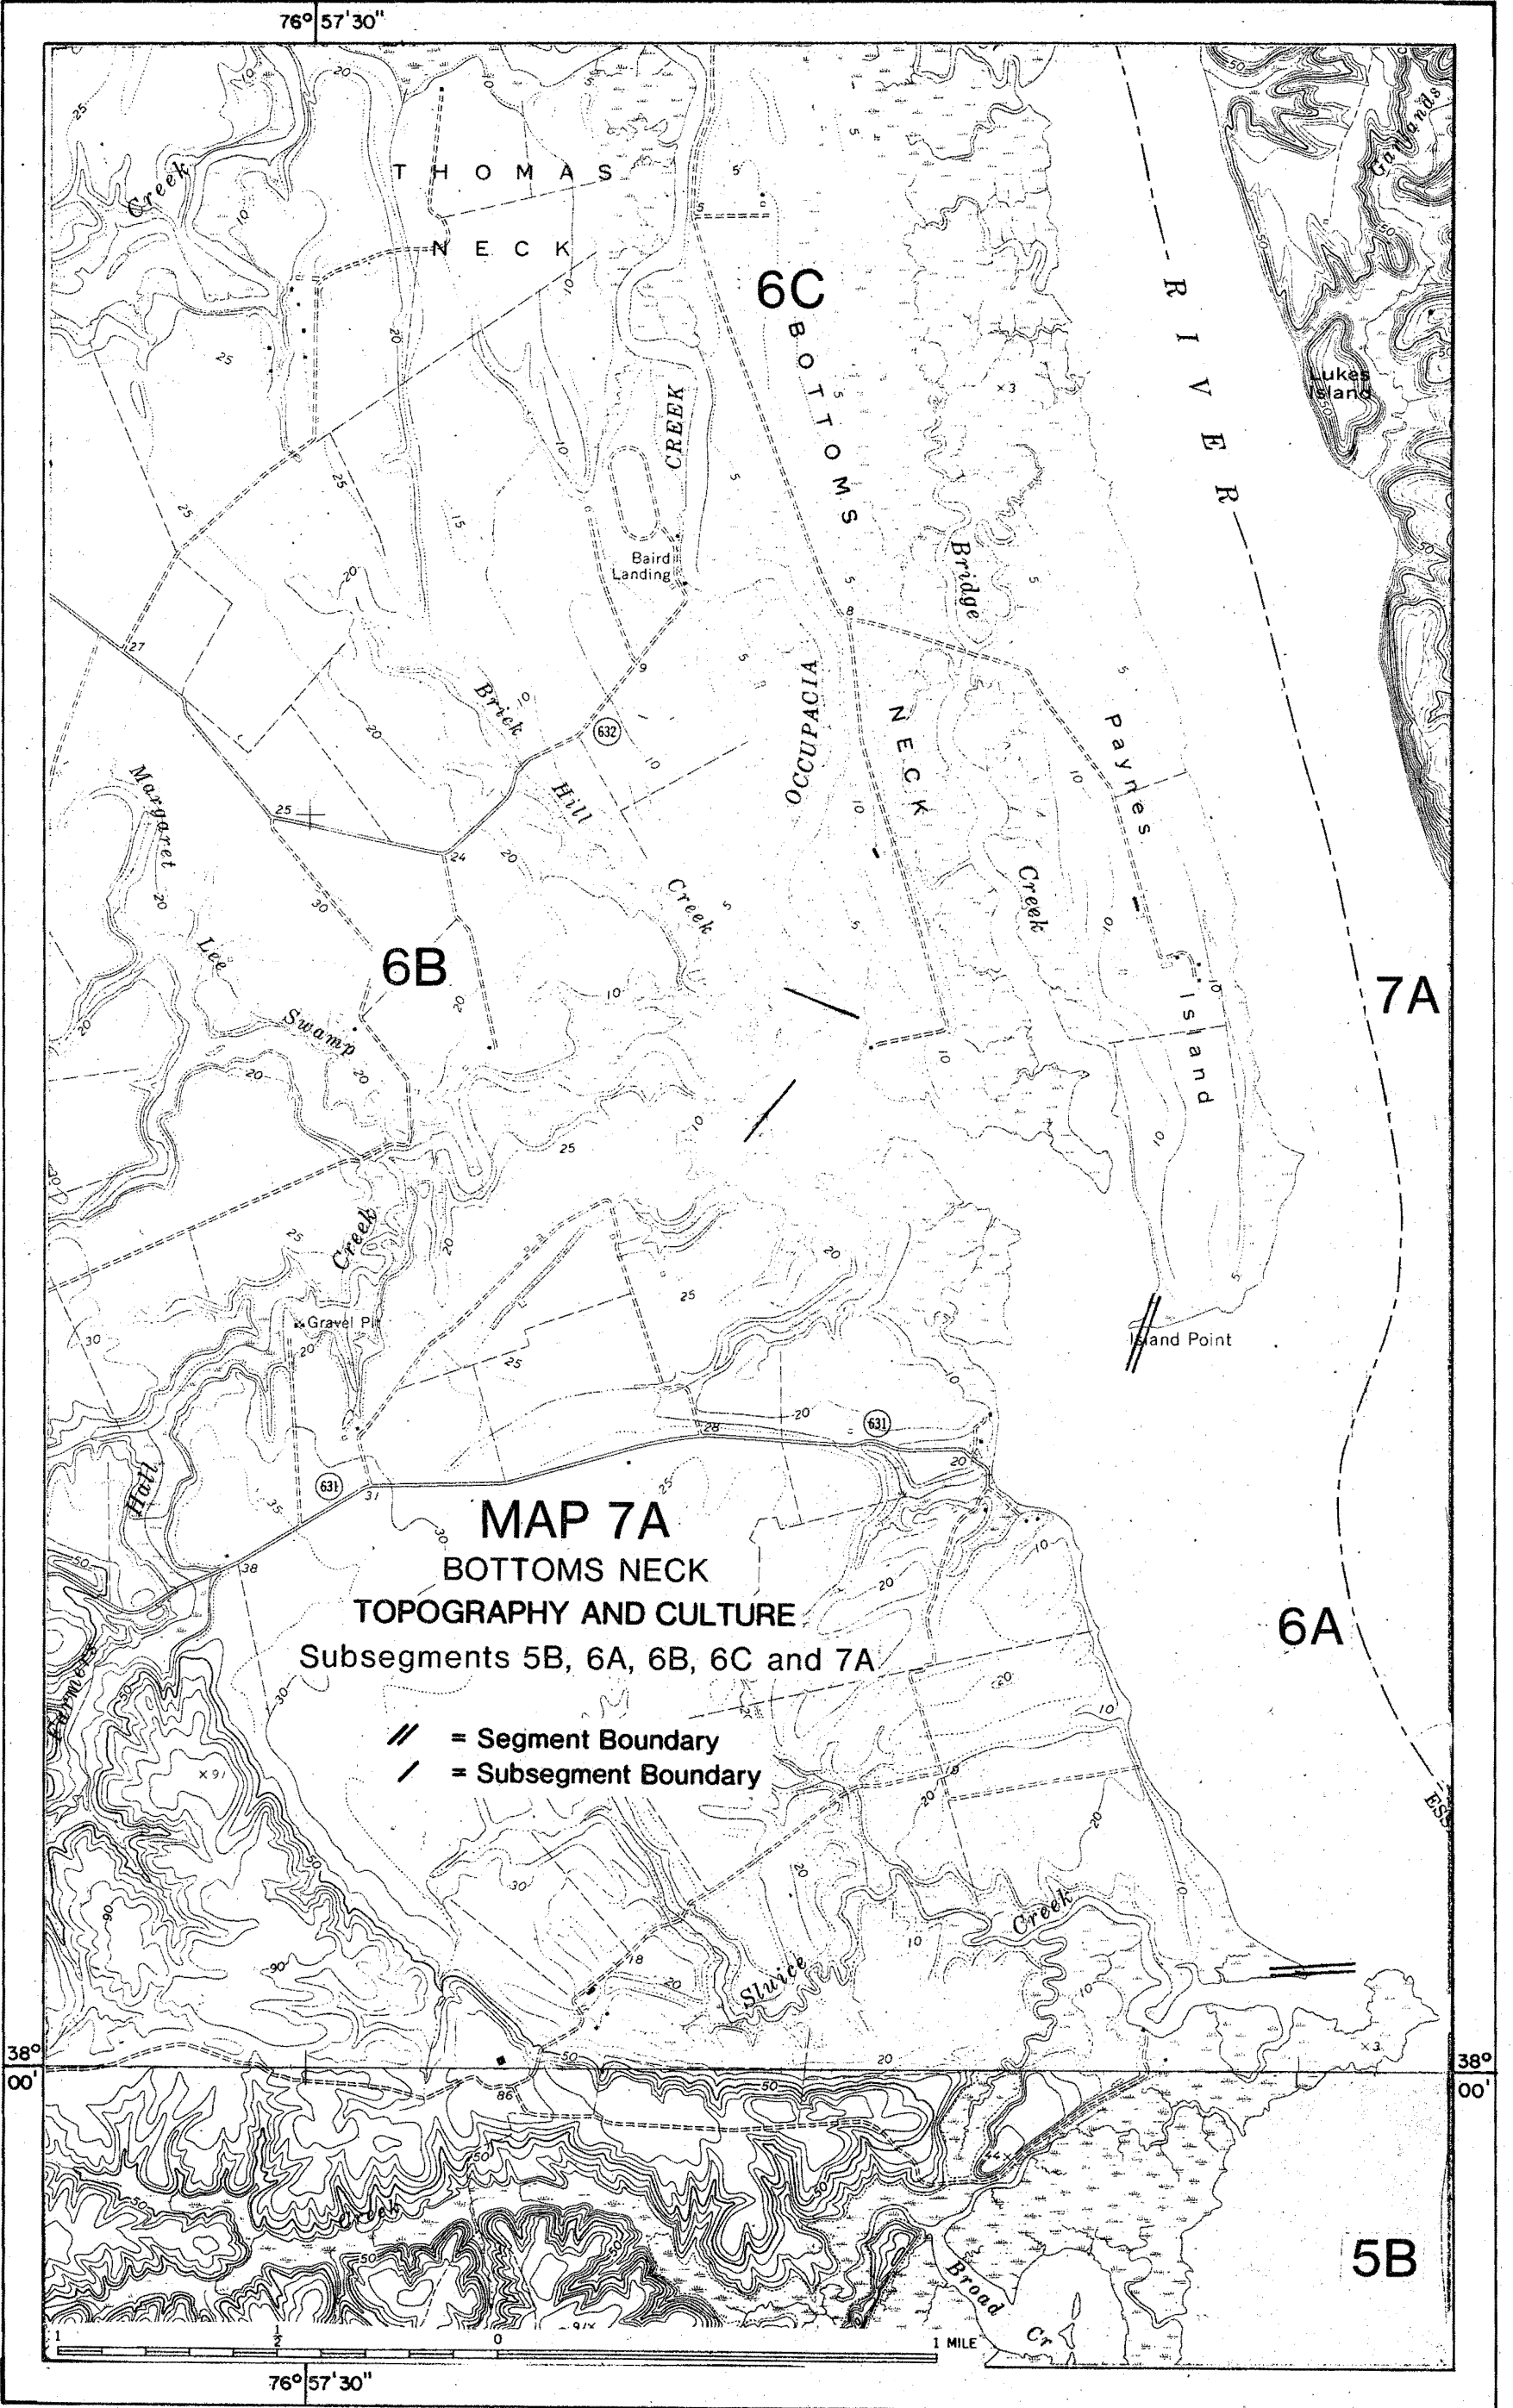 76° 57'30"
THOMAS
NECK
Creek
Garlands
6C
BOTTOMS
RIVER
Lukes
Island
CREEK
Baird
Landing
Bridge
OCCUPACIA
NECK
Brick
632
Hill
Creek
Paynes
Margaret
Creek
Lee
Swamp
6B
7A
Island
Creek
Gravel Pit
Island Point
631
631
Hall
MAP 7A
BOTTOMS NECK
TOPOGRAPHY AND CULTURE
Subsegments 5B, 6A, 6B, 6C and 7A
// = Segment Boundary
/ = Subsegment Boundary
6A
Farmers
ESS
Creek
Sluice
38°
00'
38°
00'
Creek
5B
Broad
Cr
1 ½ 0 1 MILE
76° 57'30"